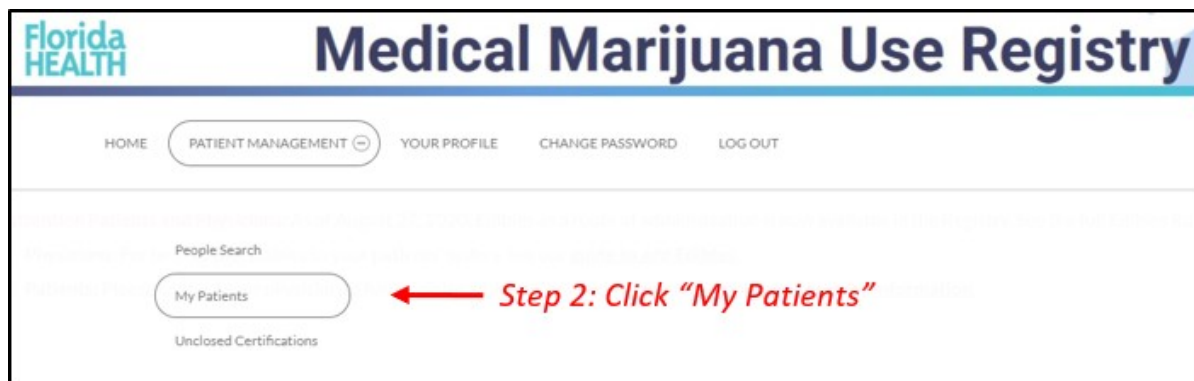 Florida
HEALTH
Medical Marijuana Use Registry
HOME PATIENT MANAGEMENT YOUR PROFILE CHANGE PASSWORD LOG OUT
People Search
My Patients
Step 2: Click “My Patients”
Unclosed Certifications